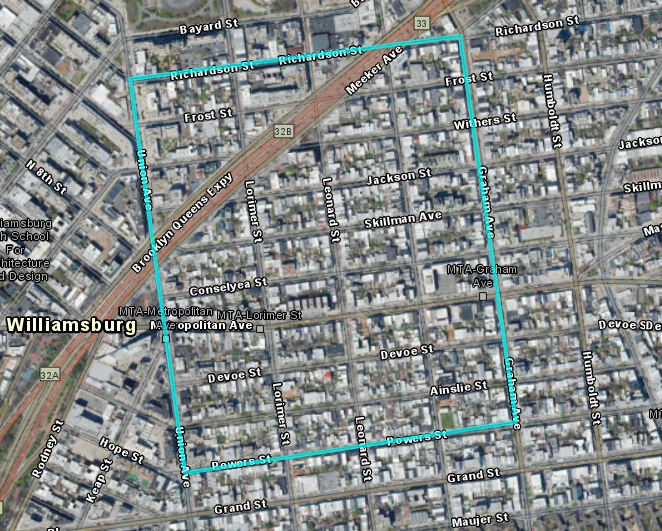 Bayard St
33
Richardson St
Richardson St
Richardson St
Meeker Ave
Frost St
Humboldt St
Frost St
Withers St
32B
Jackson
N 8th St
Union Ave
Jackson St
Graham Ave
Skillm
Brooklyn Queens Expy
Lorimer St
Leonard St
Skillman Ave
liamsburg
h School
For
chitecture
d Design
MTA-Graham
Ave
Conselyea St
MTA-Metropolitan
Ave
MTA-Lorimer St
Williamsburg
Metropolitan Ave
Devoe St
De
Devoe St
32A
Devoe St
Graham Ave
Humboldt St
Ainslie St
Lorimer St
Leonard St
Union Ave
Rodney St
Hope St
Keap St
Powers St
Powers St
Grand St
Grand St
Maujer St